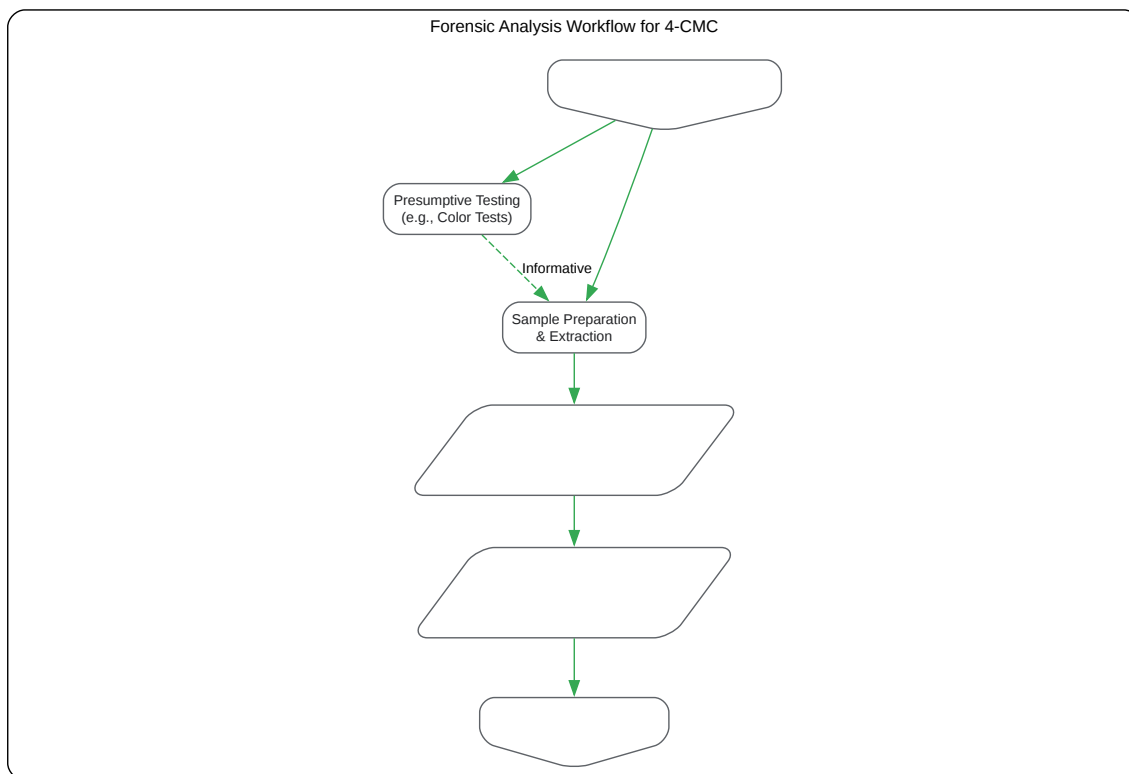 Forensic Analysis Workflow for 4-CMC
Presumptive Testing
(e.g., Color Tests)
Informative
Sample Preparation
& Extraction